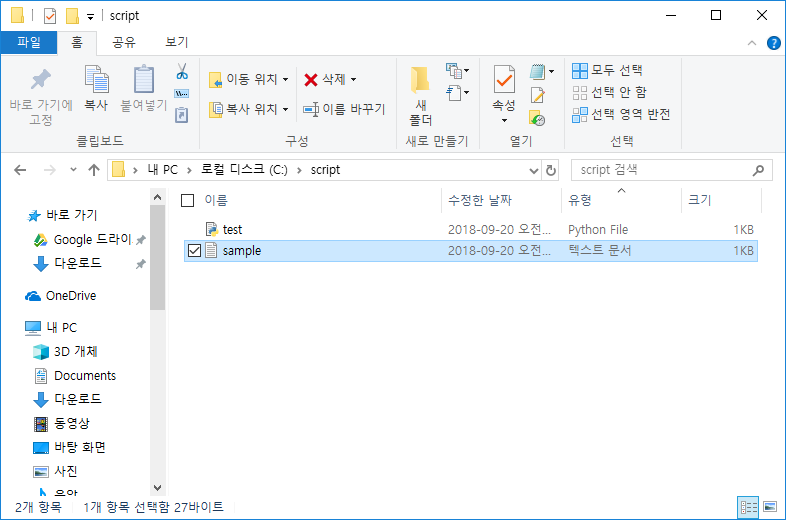 script
파일 홈 공유 보기
바로 가기에 고정
복사
붙여넣기
클립보드
이동 위치
복사 위치
삭제
이름 바꾸기
구성
새 폴더
새로 만들기
속성
열기
모두 선택
선택 안 함
선택 영역 반전
선택
내 PC > 로컬 디스크 (C:) > script
script 검색
이름 수정한 날짜 유형 크기
test 2018-09-20 오전... Python File 1KB
sample 2018-09-20 오전... 텍스트 문서 1KB
바로 가기
Google 드라이
다운로드
OneDrive
내 PC
3D 개체
Documents
다운로드
동영상
바탕 화면
사진
음악
2개 항목 1개 항목 선택함 27바이트